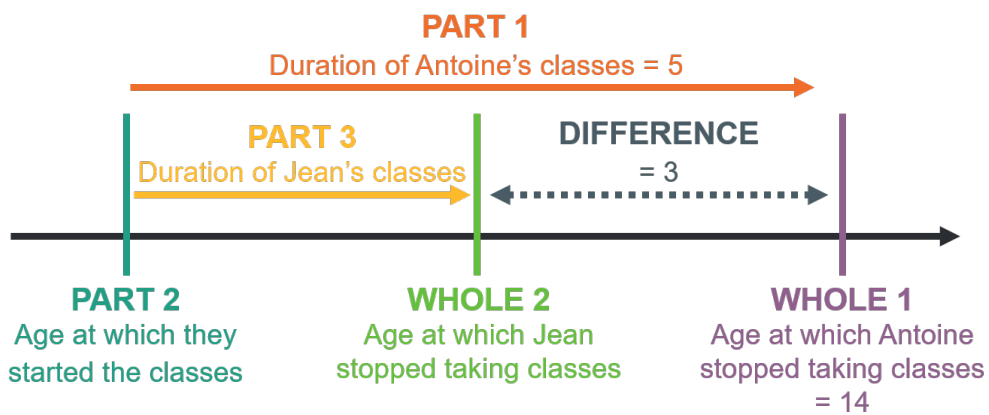 PART 1
Duration of Antoine's classes = 5
PART 3
Duration of Jean's classes
DIFFERENCE
= 3
PART 2
Age at which they
started the classes
WHOLE 2
Age at which Jean
stopped taking classes
WHOLE 1
Age at which Antoine
stopped taking classes
= 14